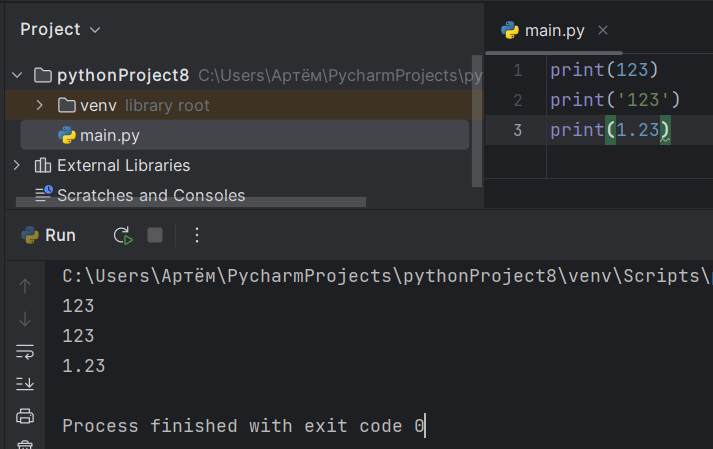 Project
pythonProject8 C:\Users\Артём\PycharmProjects\py
venv library root
main.py
External Libraries
Scratches and Consoles
main.py
1 print(123)
2 print('123')
3 print(1.23)
Run
C:\Users\Артём\PycharmProjects\pythonProject8\venv\Scripts\
123
123
1.23
Process finished with exit code 0